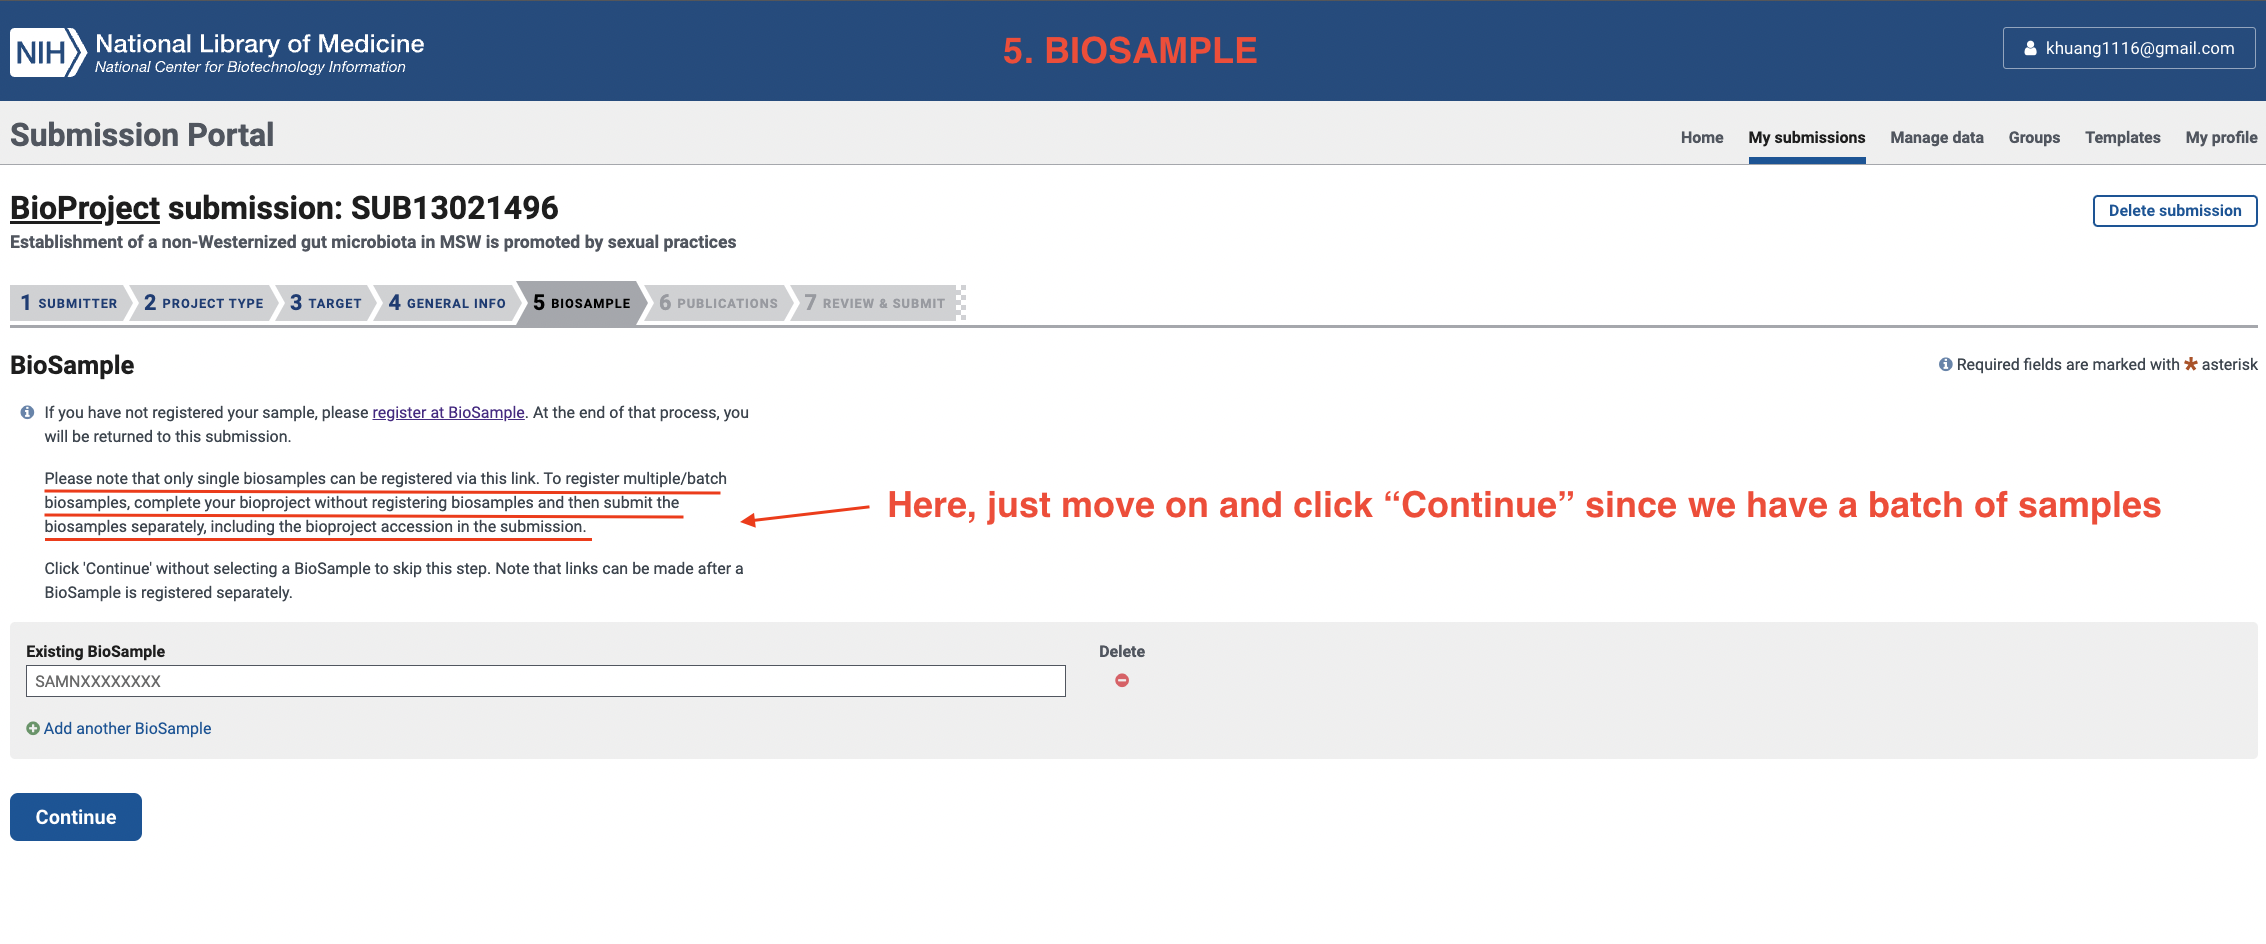 NIH National Library of Medicine
National Center for Biotechnology Information
5. BIOSAMPLE
khuang1116@gmail.com
Submission Portal
Home My submissions Manage data Groups Templates My profile
BioProject submission: SUB13021496
Delete submission
Establishment of a non-Westernized gut microbiota in MSW is promoted by sexual practices
1 SUBMITTER 2 PROJECT TYPE 3 TARGET 4 GENERAL INFO 5 BIOSAMPLE 6 PUBLICATIONS 7 REVIEW & SUBMIT
BioSample
Required fields are marked with * asterisk
If you have not registered your sample, please register at BioSample. At the end of that process, you
will be returned to this submission.
Please note that only single biosamples can be registered via this link. To register multiple/batch
biosamples, complete your bioproject without registering biosamples and then submit the
biosamples separately, including the bioproject accession in the submission.
Here, just move on and click “Continue” since we have a batch of samples
Click 'Continue' without selecting a BioSample to skip this step. Note that links can be made after a
BioSample is registered separately.
Existing BioSample Delete
SAMNXXXXXXXX
Add another BioSample
Continue